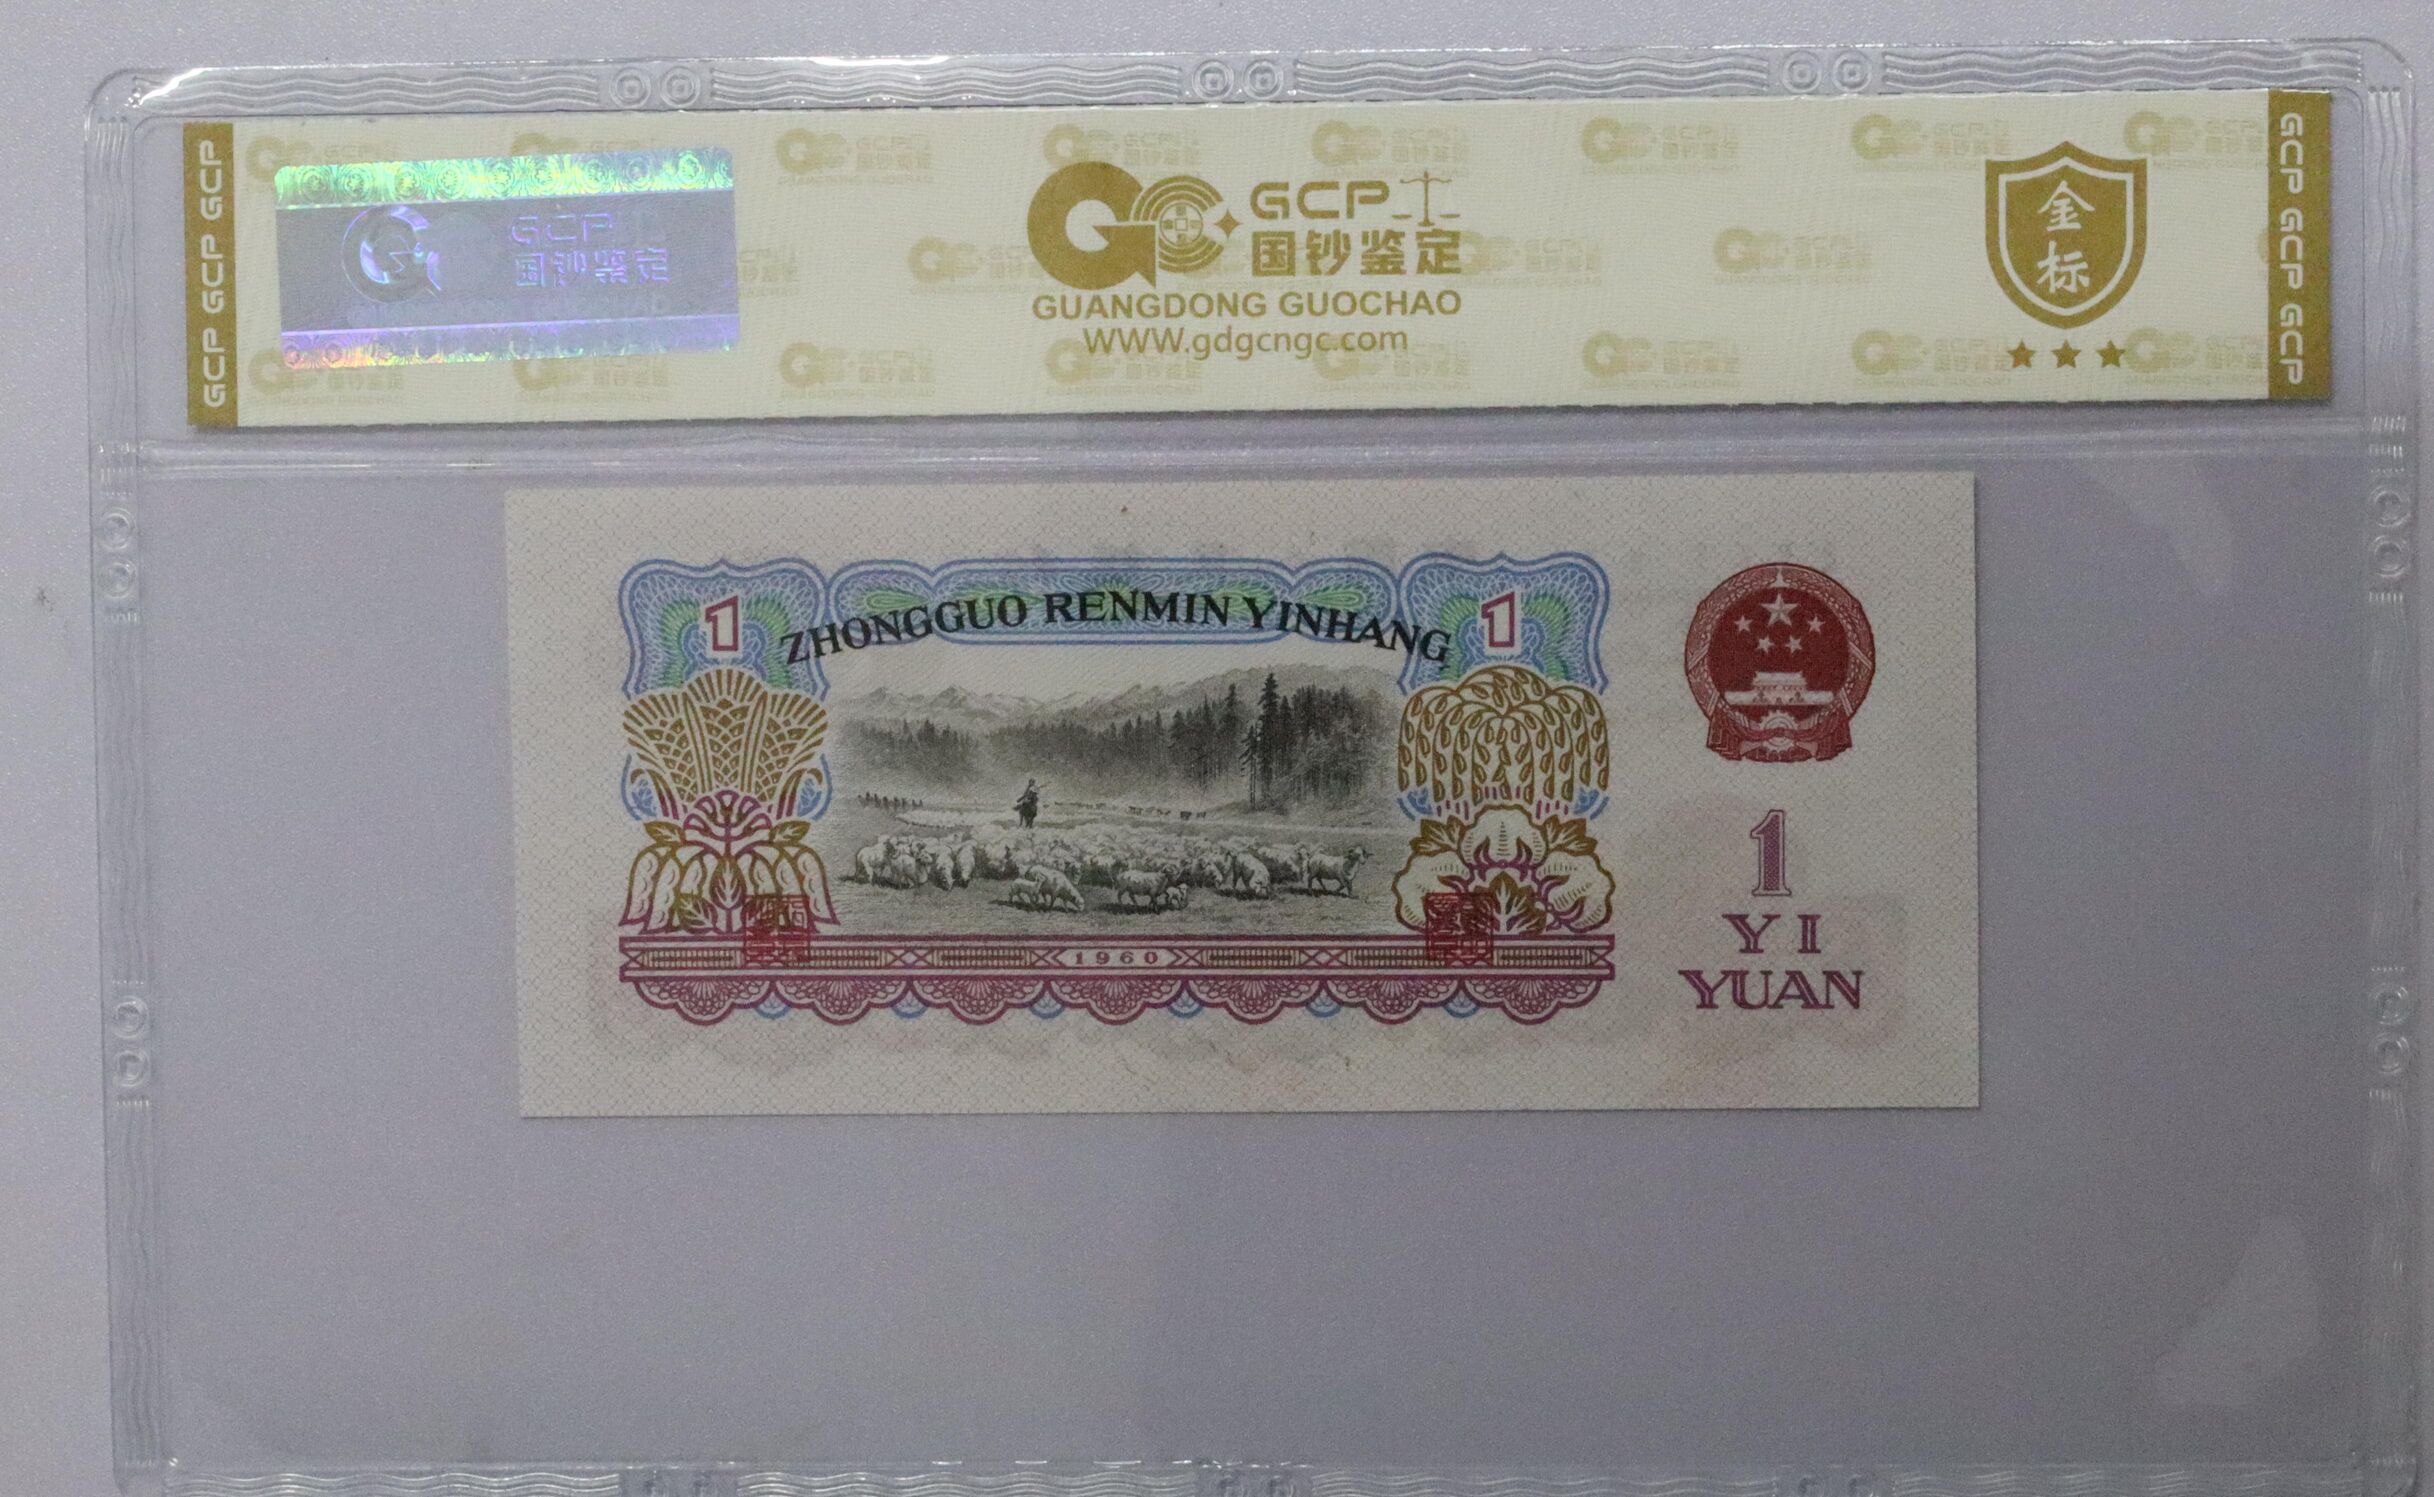 GCP GCP GCP GCP
GCP
国钞鉴定
GCP
国钞鉴定
GUANGDONG GUOCHAO
WWW.gdgcngc.com
金
标
GCP GCP GCP
ZHONGGUO RENMIN YINHANG
1
1
1960
1
YI
YUAN